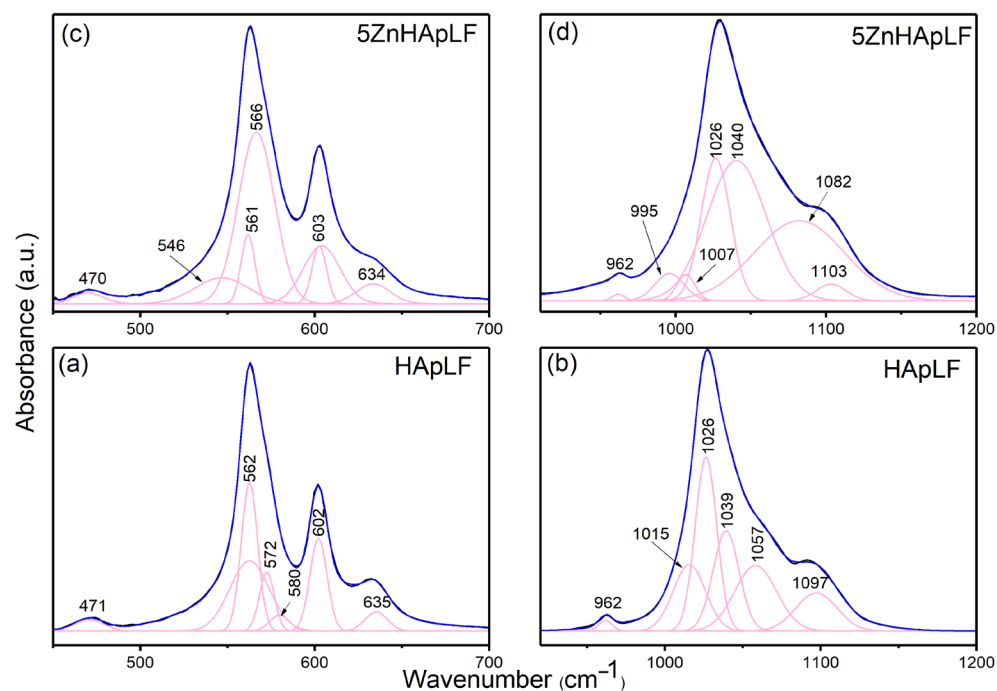 (c) 5ZnHApLF
566
561
603
546
634
470
500 600 700
(d) 5ZnHApLF
1026
1040
1082
995
1007
962
1103
1000 1100 1200
Absorbance (a.u.)
(a) HApLF
562
572
580
602
635
471
500 600 700
(b) HApLF
1026
1039
1057
1015
1097
962
1000 1100 1200
Wavenumber (cm⁻¹)